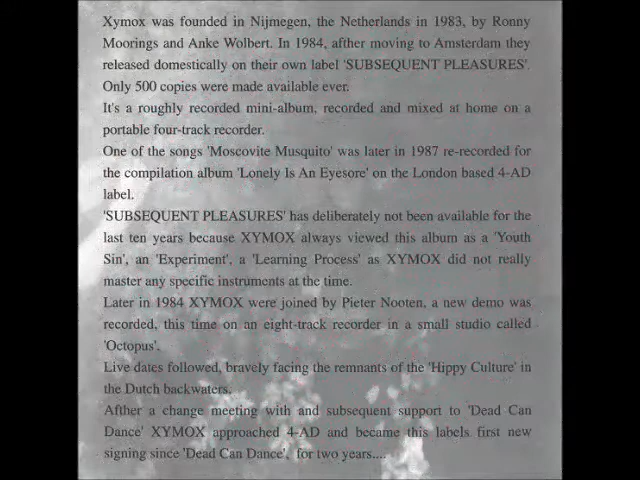 Xymox was founded in Nijmegen, the Netherlands in 1983, by Ronny
Moorings and Anke Wolbert. In 1984, afther moving to Amsterdam they
released domestically on their own label 'SUBSEQUENT PLEASURES'.
Only 500 copies were made available ever.
It's a roughly recorded mini-album, recorded and mixed at home on a
portable four-track recorder.
One of the songs 'Moscovite Musquito' was later in 1987 re-recorded for
the compilation album 'Lonely Is An Eyesore' on the London based 4-AD
label.
'SUBSEQUENT PLEASURES' has deliberately not been available for the
last ten years because XYMOX always viewed this album as a 'Youth
Sin', an 'Experiment', a 'Learning Process' as XYMOX did not really
master any specific instruments at the time.
Later in 1984 XYMOX were joined by Pieter Nooten, a new demo was
recorded, this time on an eight-track recorder in a small studio called
'Octopus'.
Live dates followed, bravely facing the remnants of the 'Hippy Culture' in
the Dutch backwaters.
Afther a change meeting with and subsequent support to 'Dead Can
Dance' XYMOX approached 4-AD and became this labels first new
signing since 'Dead Can Dance', for two years....